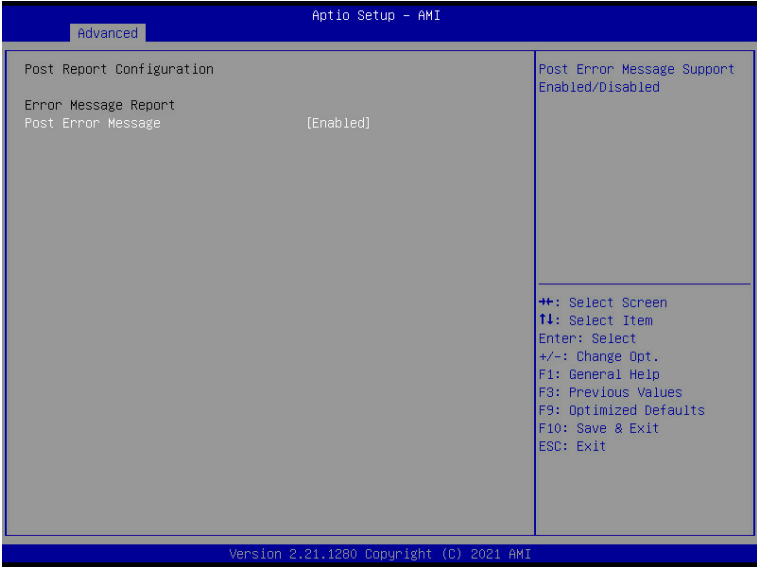 Aptio Setup – AMI
Advanced
Post Report Configuration
Error Message Report
Post Error Message [Enabled]
Post Error Message Support
Enabled/Disabled
→←: Select Screen
↑↓: Select Item
Enter: Select
+/-: Change Opt.
F1: General Help
F3: Previous Values
F9: Optimized Defaults
F10: Save & Exit
ESC: Exit
Version 2.21.1280 Copyright (C) 2021 AMI